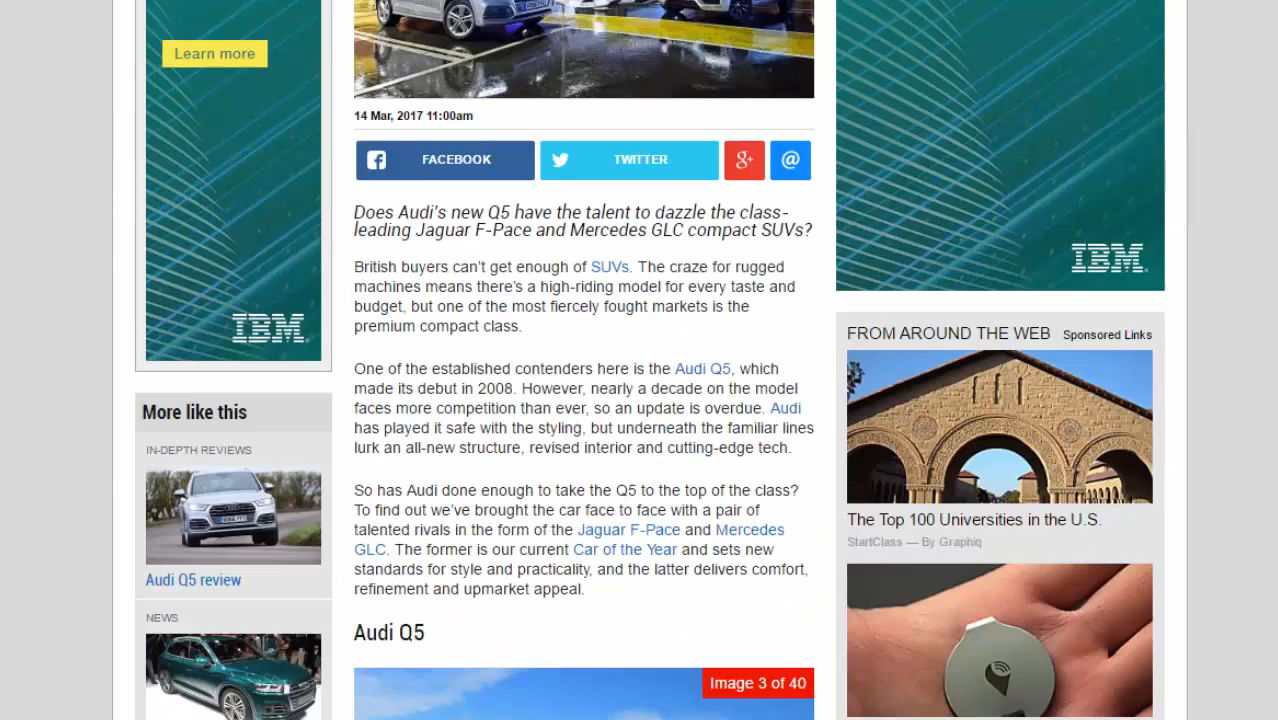 Learn more
IBM
More like this
IN-DEPTH REVIEWS
Audi Q5 review
NEWS
14 Mar, 2017 11:00am
FACEBOOK
TWITTER
g+
@
Does Audi's new Q5 have the talent to dazzle the class-
leading Jaguar F-Pace and Mercedes GLC compact SUVs?
British buyers can't get enough of SUVs. The craze for rugged
machines means there's a high-riding model for every taste and
budget, but one of the most fiercely fought markets is the
premium compact class.
One of the established contenders here is the Audi Q5, which
made its debut in 2008. However, nearly a decade on the model
faces more competition than ever, so an update is overdue. Audi
has played it safe with the styling, but underneath the familiar lines
lurk an all-new structure, revised interior and cutting-edge tech.
So has Audi done enough to take the Q5 to the top of the class?
To find out we've brought the car face to face with a pair of
talented rivals in the form of the Jaguar F-Pace and Mercedes
GLC. The former is our current Car of the Year and sets new
standards for style and practicality, and the latter delivers comfort,
refinement and upmarket appeal.
Audi Q5
Image 3 of 40
IBM
FROM AROUND THE WEB Sponsored Links
The Top 100 Universities in the U.S.
StartClass — By Graphiq